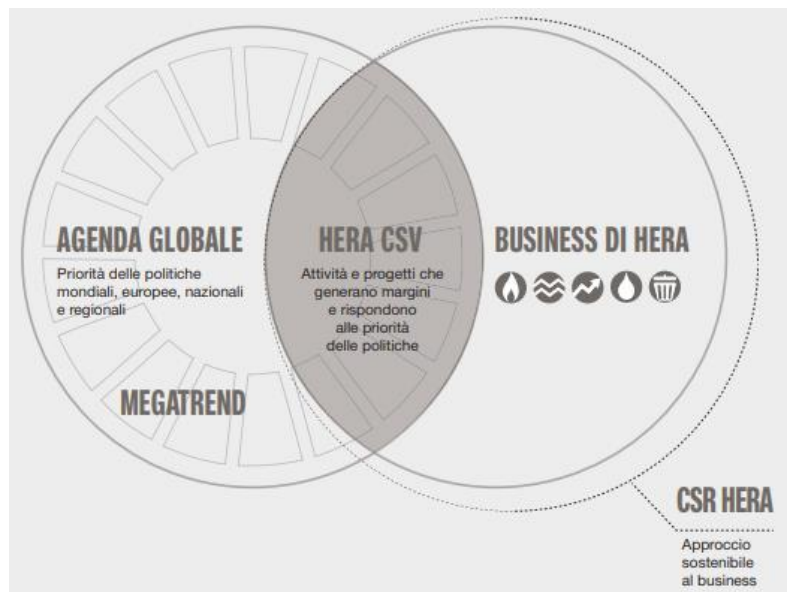 AGENDA GLOBALE
Priorità delle politiche
mondiali, europee, nazionali
e regionali
MEGATREND
HERA CSV
Attività e progetti che
generano margini
e rispondono
alle priorità
delle politiche
BUSINESS DI HERA
CSR HERA
Approccio
sostenibile
al business